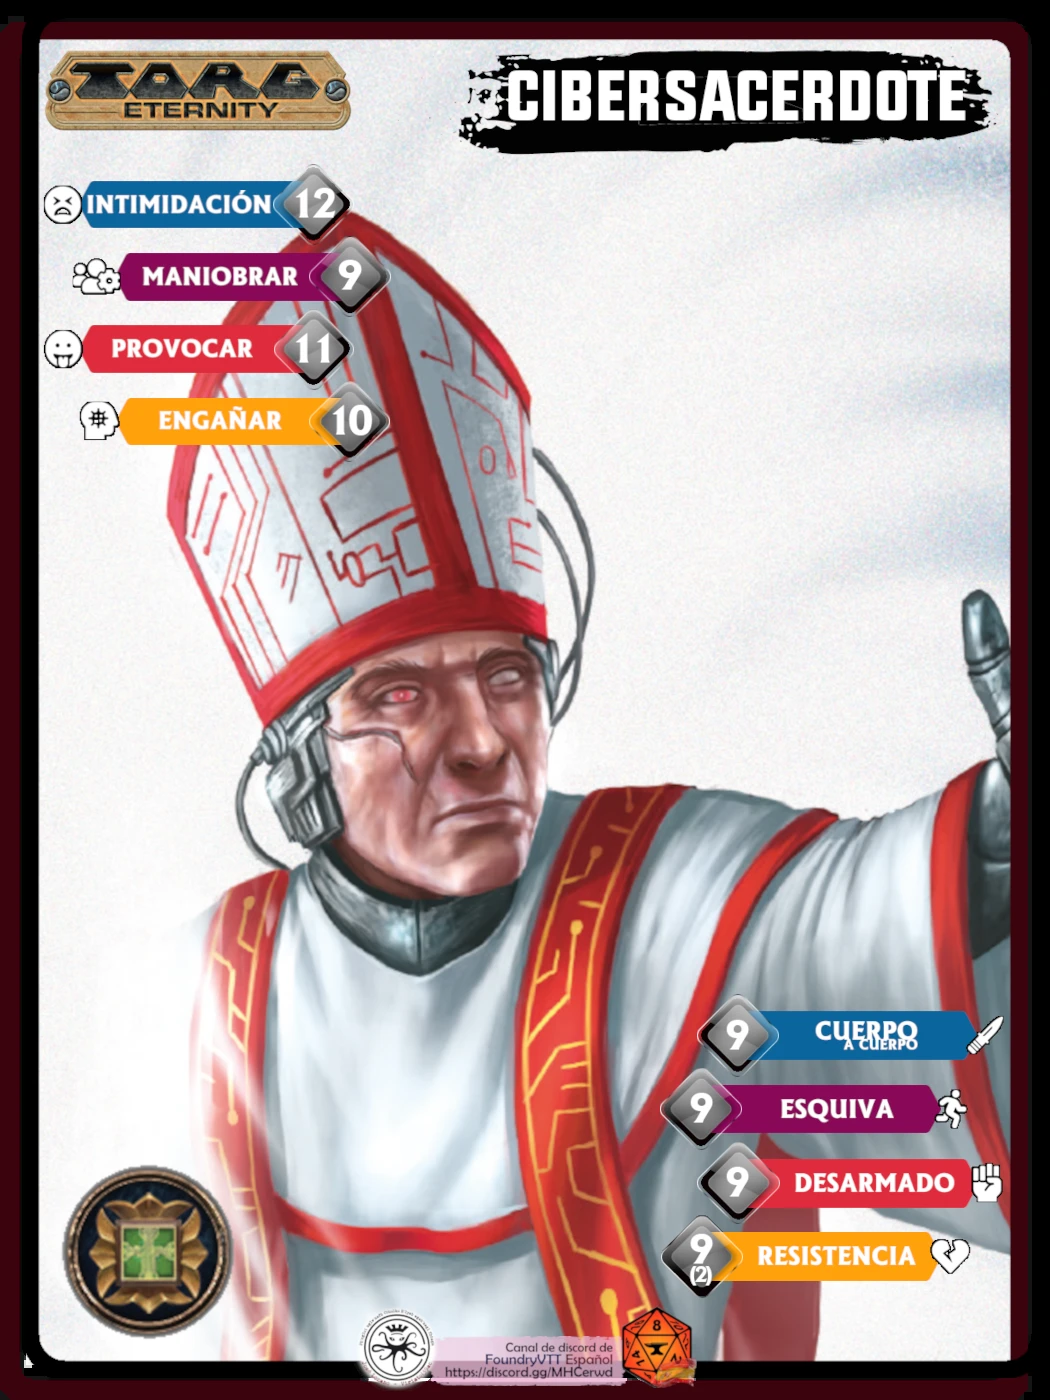 TORG
ETERNITY
CIBERSACERDOTE
INTIMIDACIÓN 12
MANIOBRAR 9
PROVOCAR 11
ENGAÑAR 10
9 CUERPO
A CUERPO
9 ESQUIVA
9 DESARMADO
9 RESISTENCIA
(2)
Canal de discord de
FoundryVTT Español
https://discord.gg/MHCerwd
8